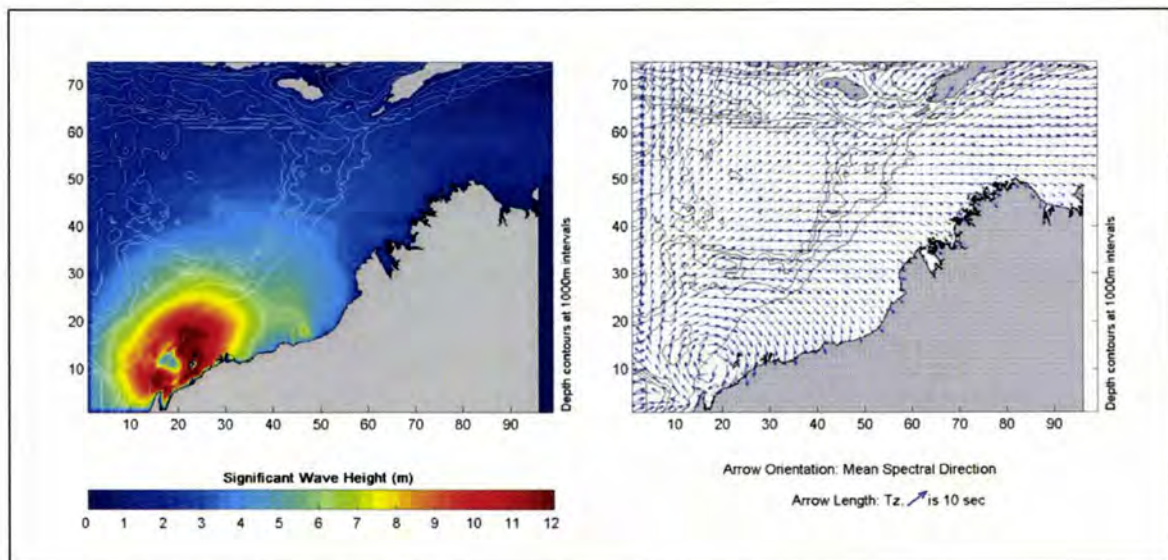 70
60
50
40
30
20
10
10 20 30 40 50 60 70 80 90
Depth contours at 1000m intervals
Significant Wave Height (m)
0 1 2 3 4 5 6 7 8 9 10 11 12
70
60
50
40
30
20
10
10 20 30 40 50 60 70 80 90
Depth contours at 1000m intervals
Arrow Orientation: Mean Spectral Direction
Arrow Length: Tz, is 10 sec